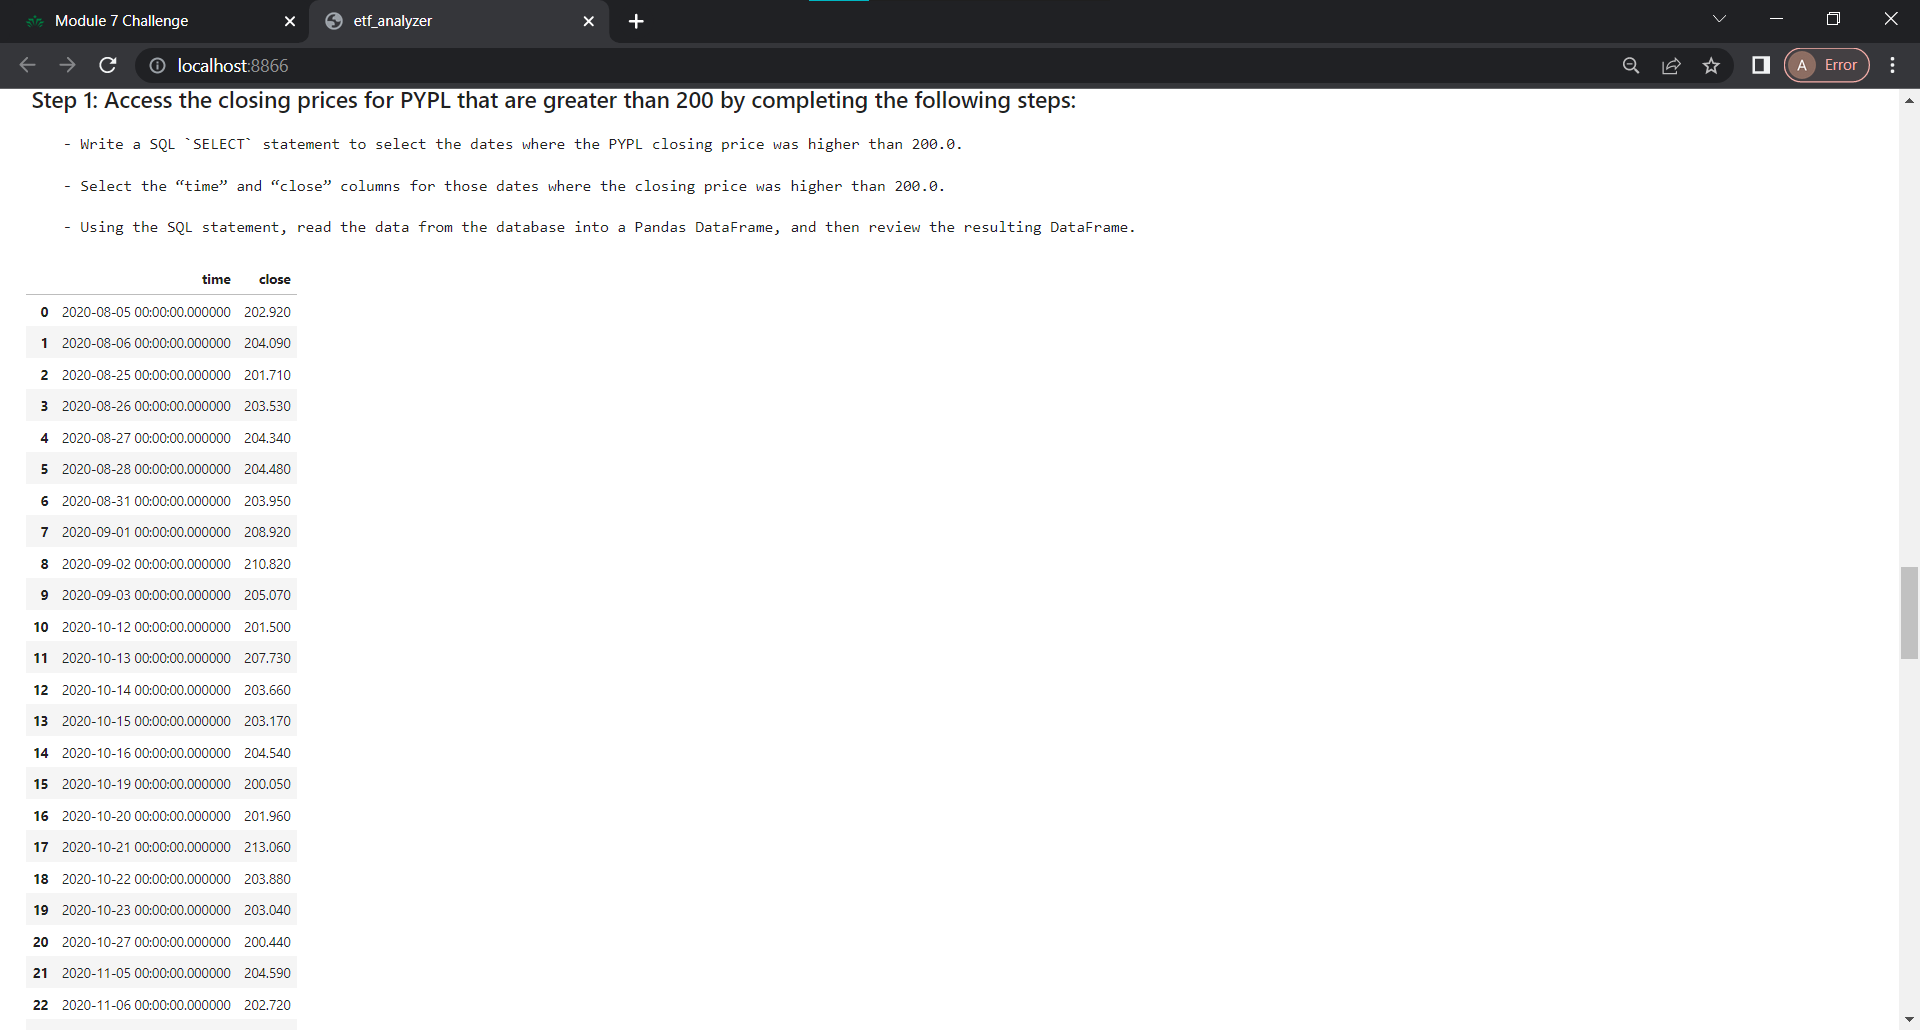 Module 7 Challenge
etf_analyzer
localhost:8866
A Error
Step 1: Access the closing prices for PYPL that are greater than 200 by completing the following steps:
- Write a SQL `SELECT` statement to select the dates where the PYPL closing price was higher than 200.0.
- Select the “time” and “close” columns for those dates where the closing price was higher than 200.0.
- Using the SQL statement, read the data from the database into a Pandas DataFrame, and then review the resulting DataFrame.
time close
0 2020-08-05 00:00:00.000000 202.920
1 2020-08-06 00:00:00.000000 204.090
2 2020-08-25 00:00:00.000000 201.710
3 2020-08-26 00:00:00.000000 203.530
4 2020-08-27 00:00:00.000000 204.340
5 2020-08-28 00:00:00.000000 204.480
6 2020-08-31 00:00:00.000000 203.950
7 2020-09-01 00:00:00.000000 208.920
8 2020-09-02 00:00:00.000000 210.820
9 2020-09-03 00:00:00.000000 205.070
10 2020-10-12 00:00:00.000000 201.500
11 2020-10-13 00:00:00.000000 207.730
12 2020-10-14 00:00:00.000000 203.660
13 2020-10-15 00:00:00.000000 203.170
14 2020-10-16 00:00:00.000000 204.540
15 2020-10-19 00:00:00.000000 200.050
16 2020-10-20 00:00:00.000000 201.960
17 2020-10-21 00:00:00.000000 213.060
18 2020-10-22 00:00:00.000000 203.880
19 2020-10-23 00:00:00.000000 203.040
20 2020-10-27 00:00:00.000000 200.440
21 2020-11-05 00:00:00.000000 204.590
22 2020-11-06 00:00:00.000000 202.720